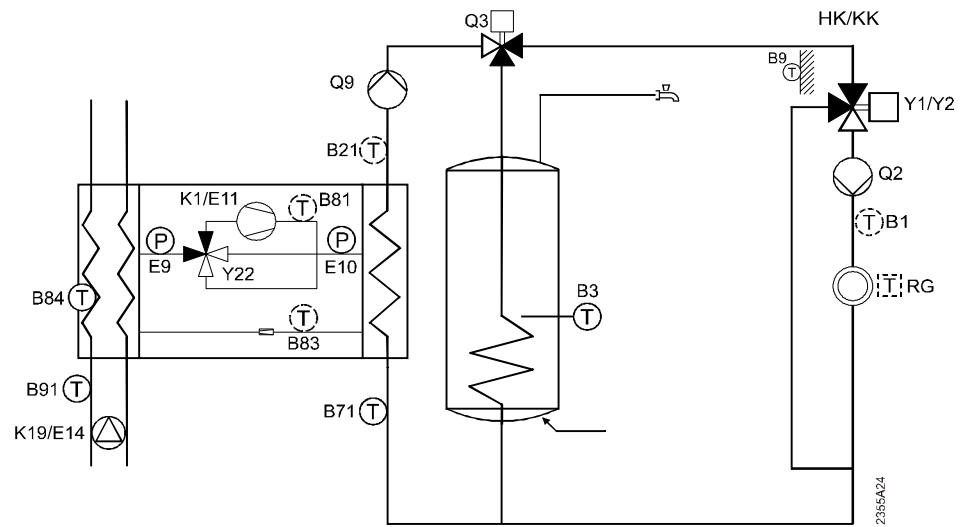 Q3
HK/KK
B9
T
Q9
Y1/Y2
B21
T
Q2
K1/E11
T
B81
T
B1
P
P
E9
Y22
E10
B84
T
T
B3
T
T
RG
B83
B91
T
B71
T
K19/E14
2355A24